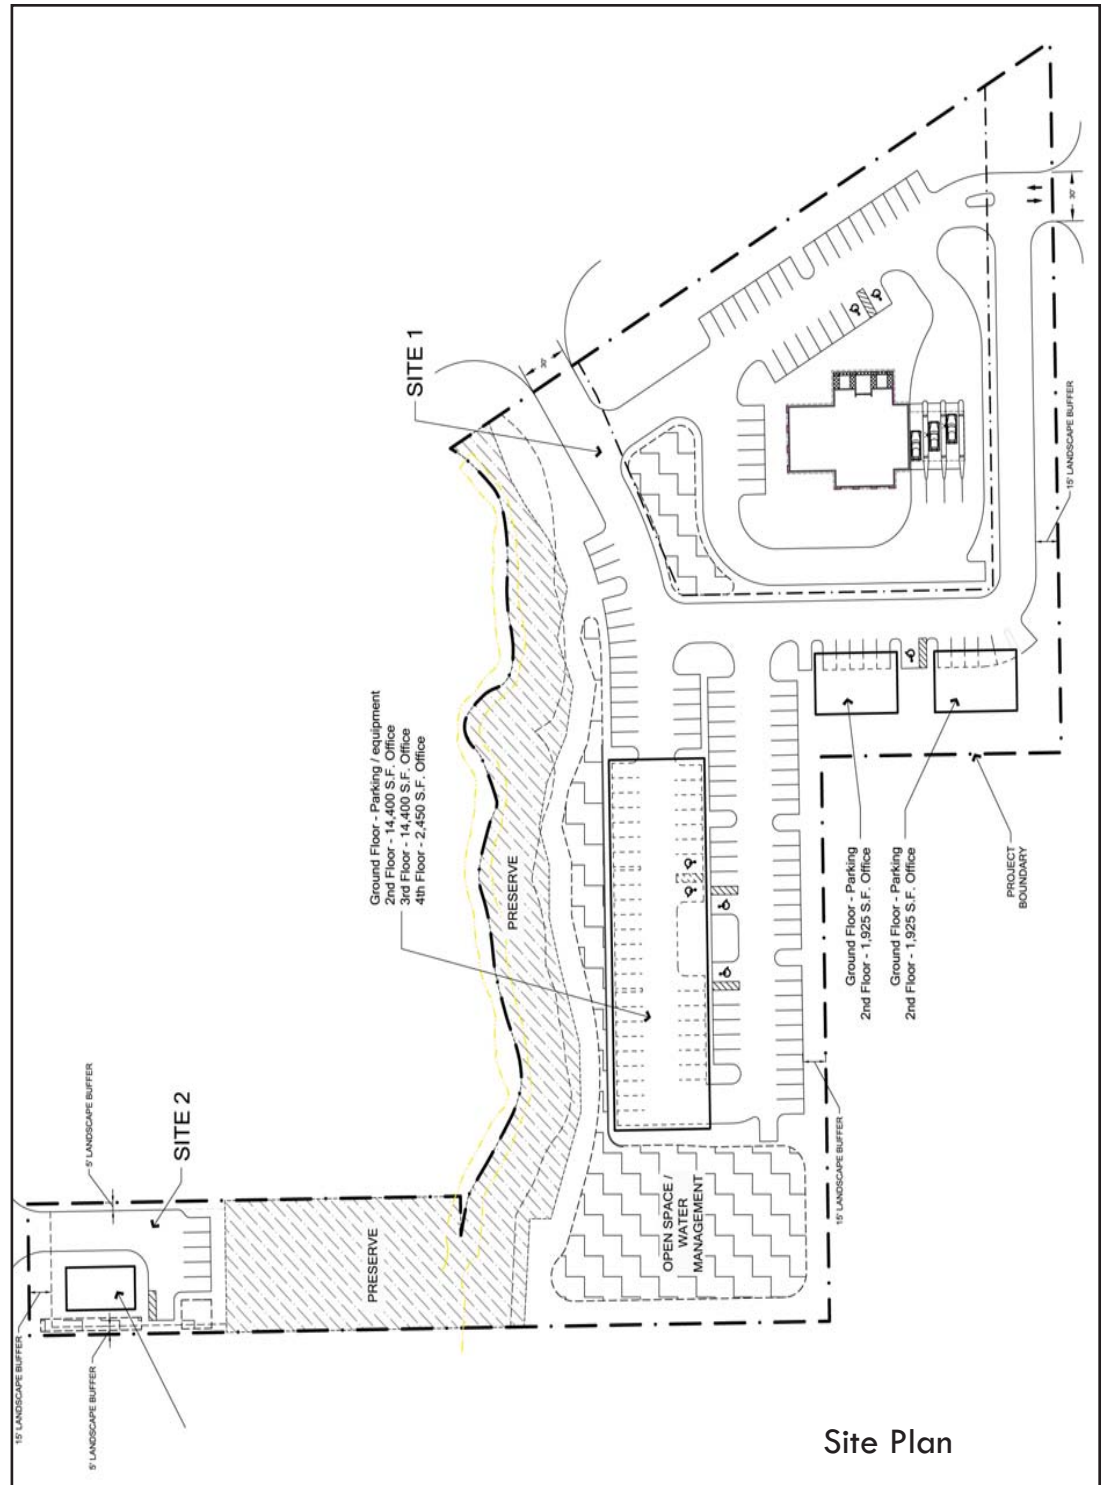 SITE 1
30'
30'
15' LANDSCAPE BUFFER
Ground Floor - Parking / equipment
2nd Floor - 14,400 S.F. Office
3rd Floor - 14,400 S.F. Office
4th Floor - 2,450 S.F. Office
PRESERVE
Ground Floor - Parking
2nd Floor - 1,925 S.F. Office
Ground Floor - Parking
2nd Floor - 1,925 S.F. Office
PROJECT
BOUNDARY
5' LANDSCAPE BUFFER
SITE 2
15' LANDSCAPE BUFFER
OPEN SPACE /
WATER
MANAGEMENT
PRESERVE
15' LANDSCAPE BUFFER
5' LANDSCAPE BUFFER
Site Plan